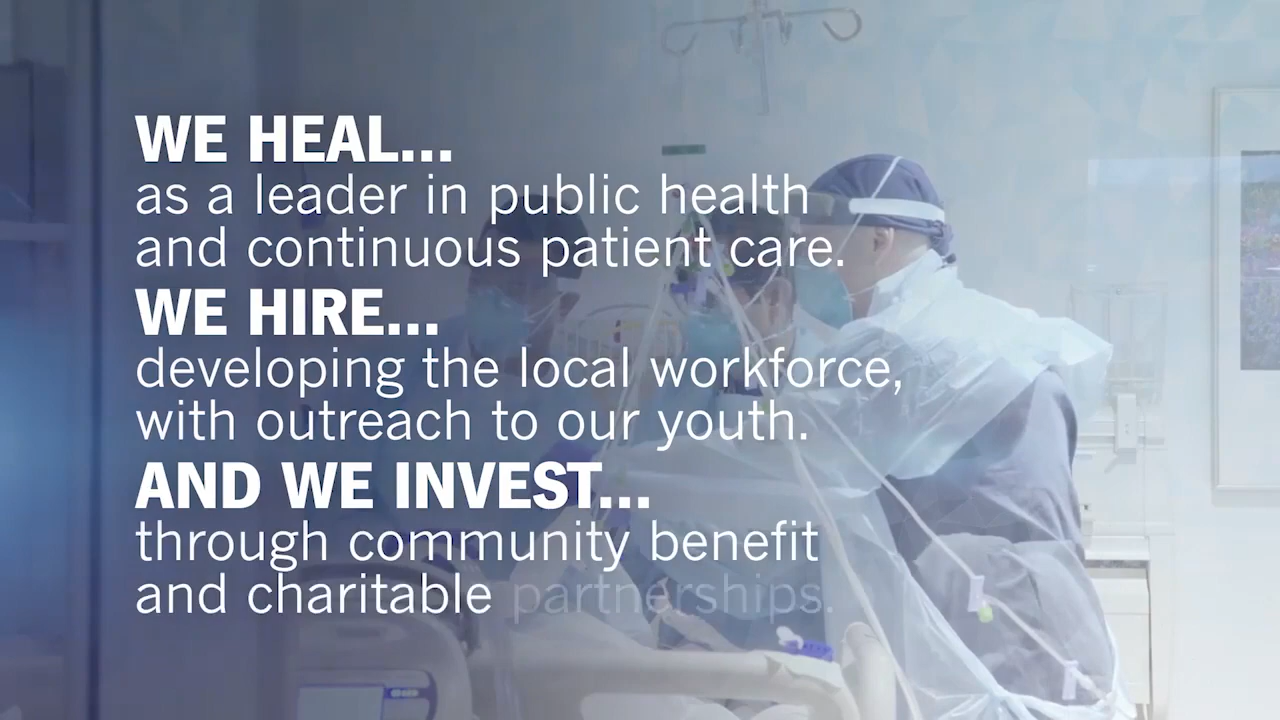 WE HEAL...
as a leader in public health
and continuous patient care.
WE HIRE...
developing the local workforce,
with outreach to our youth.
AND WE INVEST...
through community benefit
and charitable partnerships.